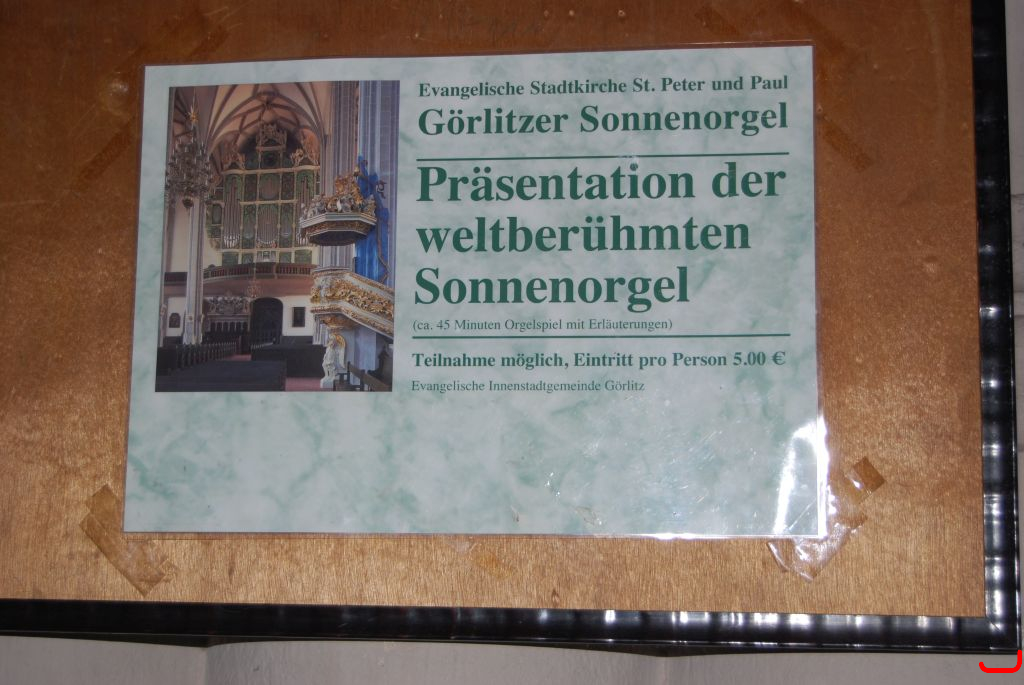 Evangelische Stadtkirche St. Peter und Paul
Görlitzer Sonnenorgel
Präsentation der
weltberühmten
Sonnenorgel
(ca. 45 Minuten Orgelspiel mit Erläuterungen)
Teilnahme möglich, Eintritt pro Person 5.00 €
Evangelische Innenstadtgemeinde Görlitz